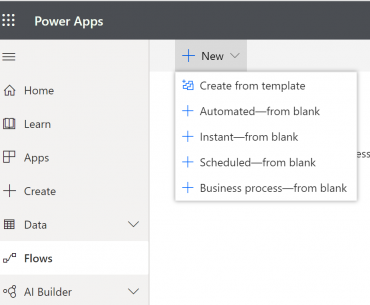 Power Apps
New
Home
Create from template
Learn
Automated—from blank
Apps
Instant—from blank
Create
Scheduled—from blank
Data
Business process—from blank
Flows
AI Builder